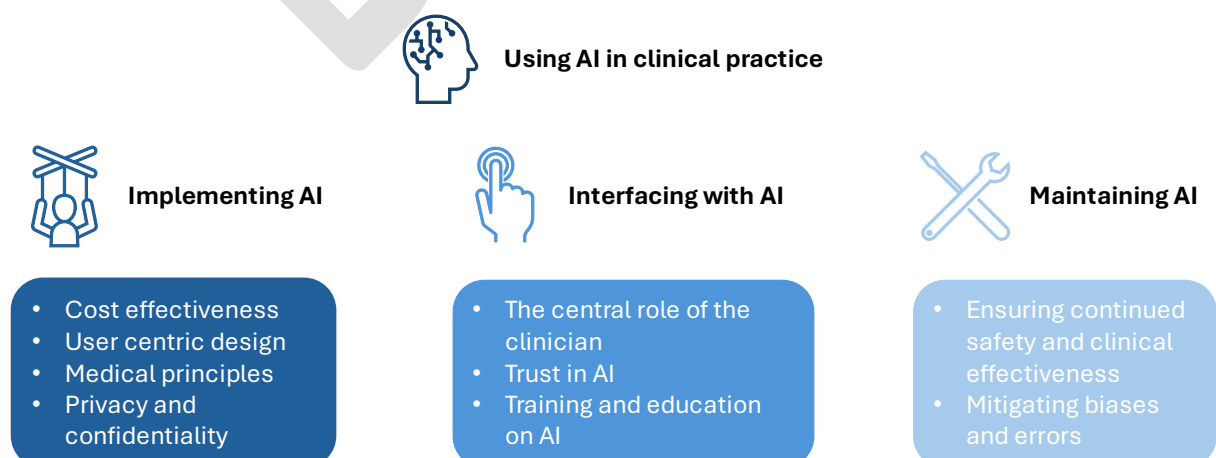 Using AI in clinical practice
Implementing AI
Interfacing with AI
Maintaining AI
• Cost effectiveness
• User centric design
• Medical principles
• Privacy and
confidentiality
• The central role of the
clinician
• Trust in AI
• Training and education
on AI
• Ensuring continued
safety and clinical
effectiveness
• Mitigating biases
and errors